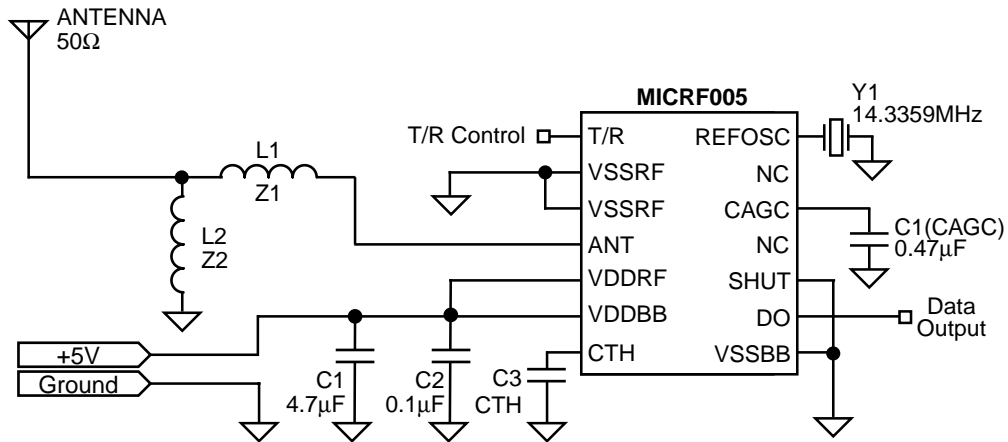 ANTENNA
50Ω
L1
Z1
L2
Z2
+5V
Ground
C1
4.7μF
C2
0.1μF
C3
CTH
T/R Control
MICRF005
T/R
VSSRF
VSSRF
ANT
VDDRF
VDDBB
CTH
REFOSC
NC
CAGC
NC
SHUT
DO
VSSBB
Y1
14.3359MHz
C1(CAGC)
0.47μF
Data
Output